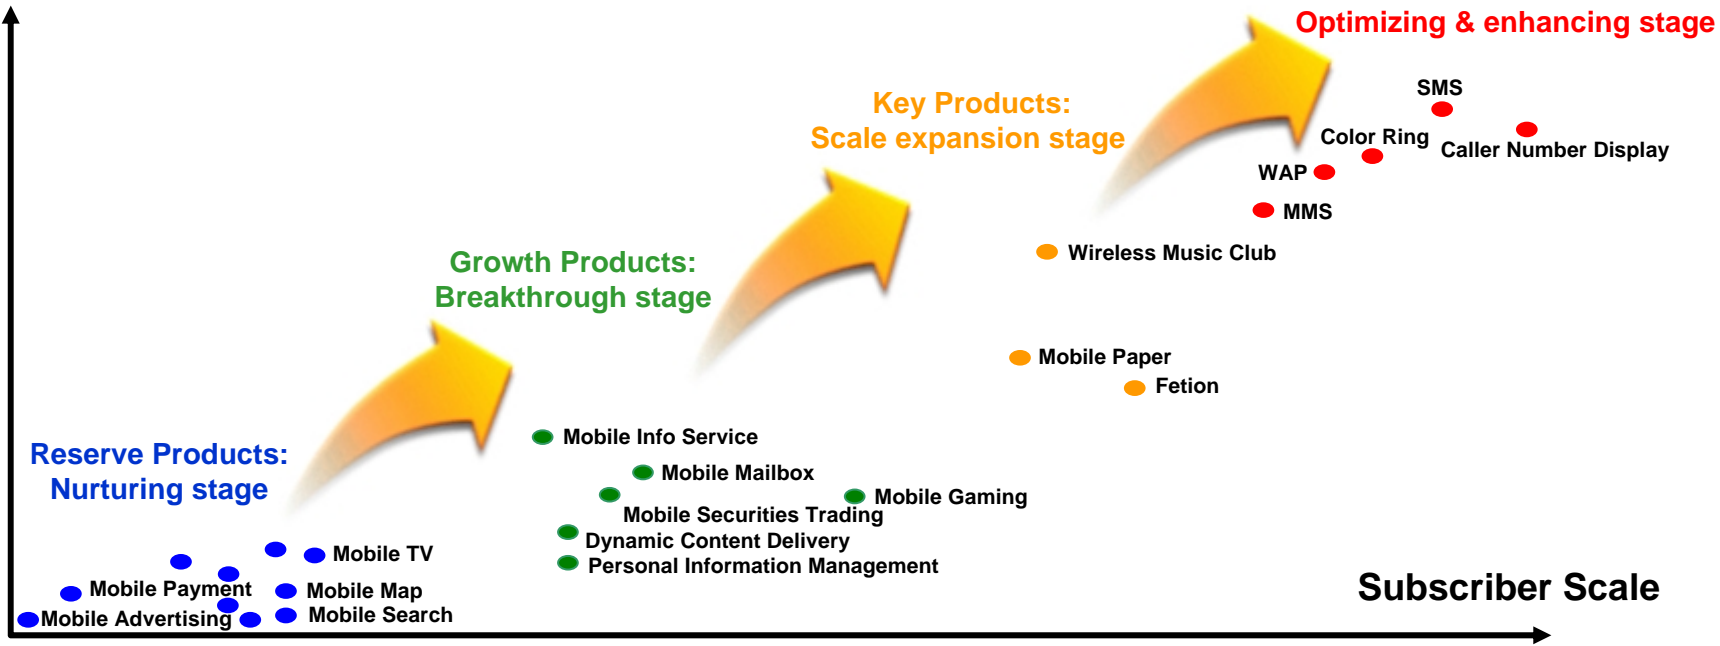 Optimizing & enhancing stage
SMS
Color Ring
Caller Number Display
WAP
MMS
Key Products:
Scale expansion stage
Wireless Music Club
Mobile Paper
Fetion
Growth Products:
Breakthrough stage
Mobile Info Service
Mobile Mailbox
Mobile Gaming
Mobile Securities Trading
Dynamic Content Delivery
Personal Information Management
Reserve Products:
Nurturing stage
Mobile TV
Mobile Payment
Mobile Map
Mobile Advertising
Mobile Search
Subscriber Scale